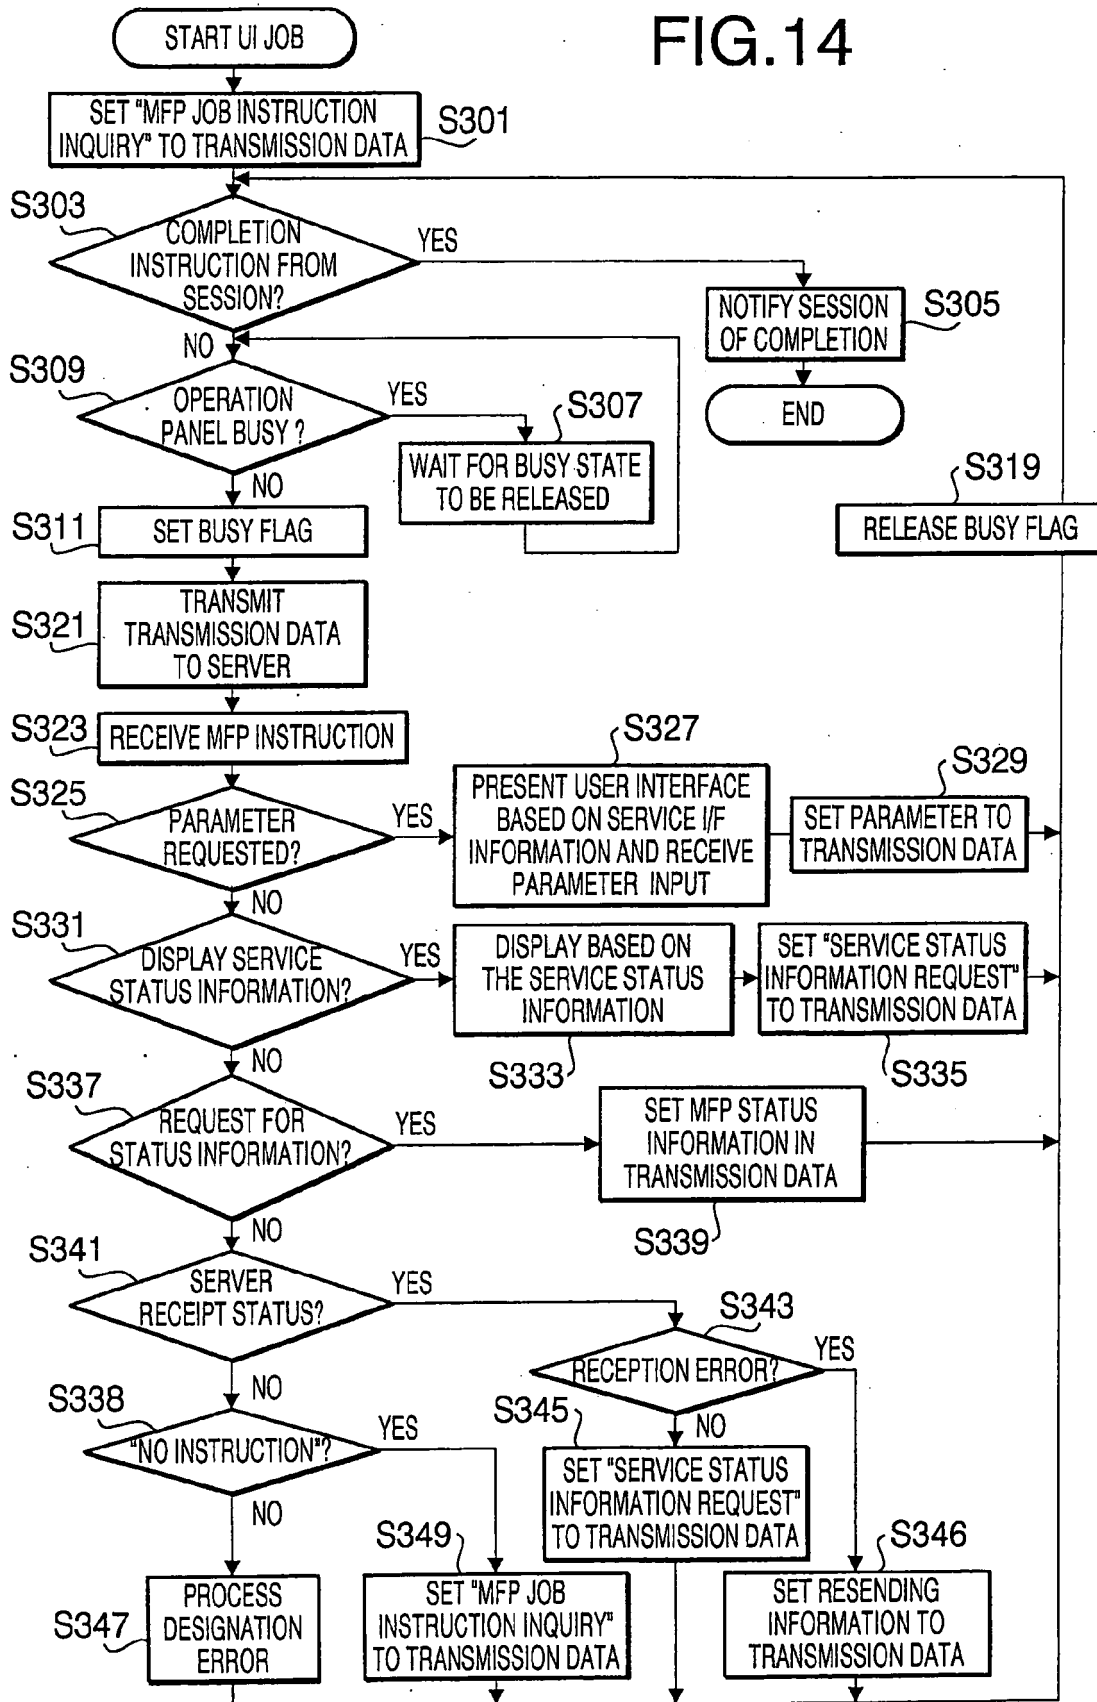 FIG.14
START UI JOB
SET "MFP JOB INSTRUCTION
INQUIRY" TO TRANSMISSION DATA
S301
S303
COMPLETION
INSTRUCTION FROM
SESSION?
YES
NO
NOTIFY SESSION
OF COMPLETION
S305
END
S309
OPERATION
PANEL BUSY ?
YES
NO
S307
WAIT FOR BUSY STATE
TO BE RELEASED
S311
SET BUSY FLAG
S319
RELEASE BUSY FLAG
S321
TRANSMIT
TRANSMISSION DATA
TO SERVER
S323
RECEIVE MFP INSTRUCTION
S325
PARAMETER
REQUESTED?
YES
NO
S327
PRESENT USER INTERFACE
BASED ON SERVICE I/F
INFORMATION AND RECEIVE
PARAMETER INPUT
S329
SET PARAMETER TO
TRANSMISSION DATA
S331
DISPLAY SERVICE
STATUS INFORMATION?
YES
NO
DISPLAY BASED ON
THE SERVICE STATUS
INFORMATION
S333
SET "SERVICE STATUS
INFORMATION REQUEST"
TO TRANSMISSION DATA
S335
S337
REQUEST FOR
STATUS INFORMATION?
YES
NO
SET MFP STATUS
INFORMATION IN
TRANSMISSION DATA
S339
S341
SERVER
RECEIPT STATUS?
YES
NO
S343
RECEPTION ERROR?
YES
NO
S338
"NO INSTRUCTION"?
YES
NO
S345
SET "SERVICE STATUS
INFORMATION REQUEST"
TO TRANSMISSION DATA
S347
PROCESS
DESIGNATION
ERROR
S349
SET "MFP JOB
INSTRUCTION INQUIRY"
TO TRANSMISSION DATA
S346
SET RESENDING
INFORMATION TO
TRANSMISSION DATA